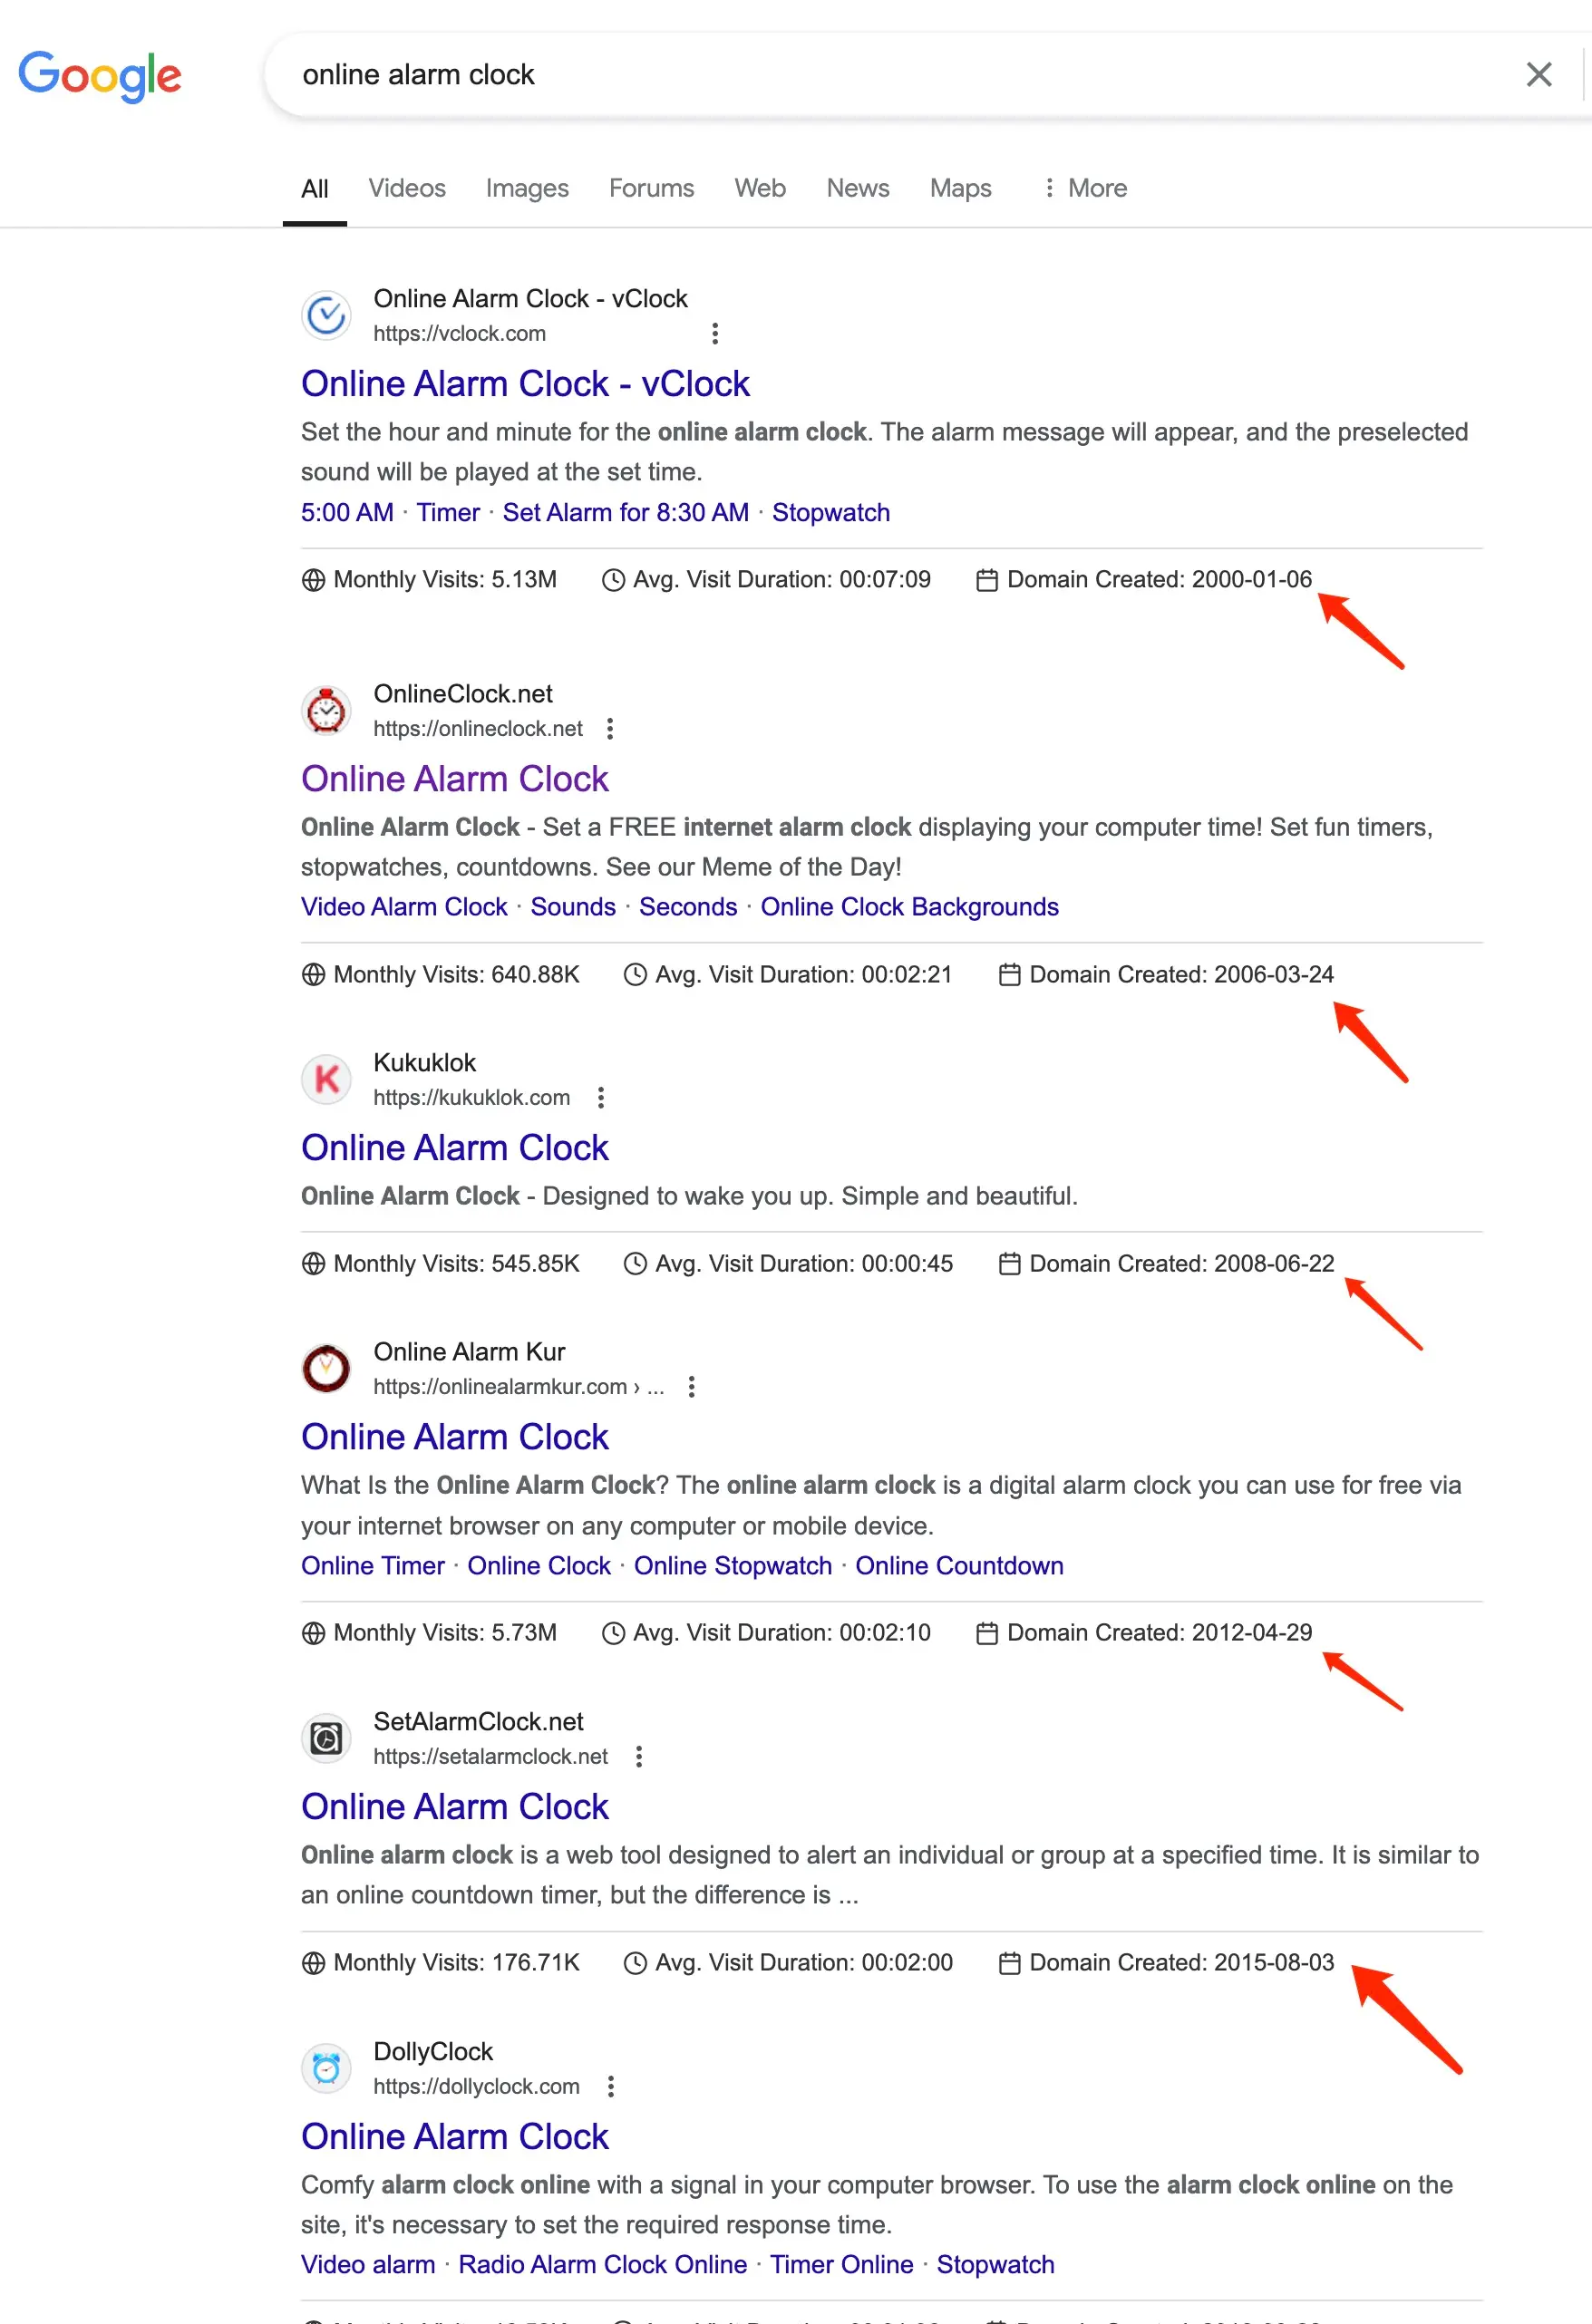 Google
online alarm clock
All Videos Images Forums Web News Maps More
Online Alarm Clock - vClock
https://vclock.com
Online Alarm Clock - vClock
Set the hour and minute for the online alarm clock. The alarm message will appear, and the preselected
sound will be played at the set time.
5:00 AM · Timer · Set Alarm for 8:30 AM · Stopwatch
Monthly Visits: 5.13M Avg. Visit Duration: 00:07:09 Domain Created: 2000-01-06
OnlineClock.net
https://onlineclock.net
Online Alarm Clock
Online Alarm Clock - Set a FREE internet alarm clock displaying your computer time! Set fun timers,
stopwatches, countdowns. See our Meme of the Day!
Video Alarm Clock · Sounds · Seconds · Online Clock Backgrounds
Monthly Visits: 640.88K Avg. Visit Duration: 00:02:21 Domain Created: 2006-03-24
K
Kukuklok
https://kukuklok.com
Online Alarm Clock
Online Alarm Clock - Designed to wake you up. Simple and beautiful.
Monthly Visits: 545.85K Avg. Visit Duration: 00:00:45 Domain Created: 2008-06-22
Online Alarm Kur
https://onlinealarmkur.com › ...
Online Alarm Clock
What Is the Online Alarm Clock? The online alarm clock is a digital alarm clock you can use for free via
your internet browser on any computer or mobile device.
Online Timer · Online Clock · Online Stopwatch · Online Countdown
Monthly Visits: 5.73M Avg. Visit Duration: 00:02:10 Domain Created: 2012-04-29
SetAlarmClock.net
https://setalarmclock.net
Online Alarm Clock
Online alarm clock is a web tool designed to alert an individual or group at a specified time. It is similar to
an online countdown timer, but the difference is ...
Monthly Visits: 176.71K Avg. Visit Duration: 00:02:00 Domain Created: 2015-08-03
DollyClock
https://dollyclock.com
Online Alarm Clock
Comfy alarm clock online with a signal in your computer browser. To use the alarm clock online on the
site, it's necessary to set the required response time.
Video alarm · Radio Alarm Clock Online · Timer Online · Stopwatch